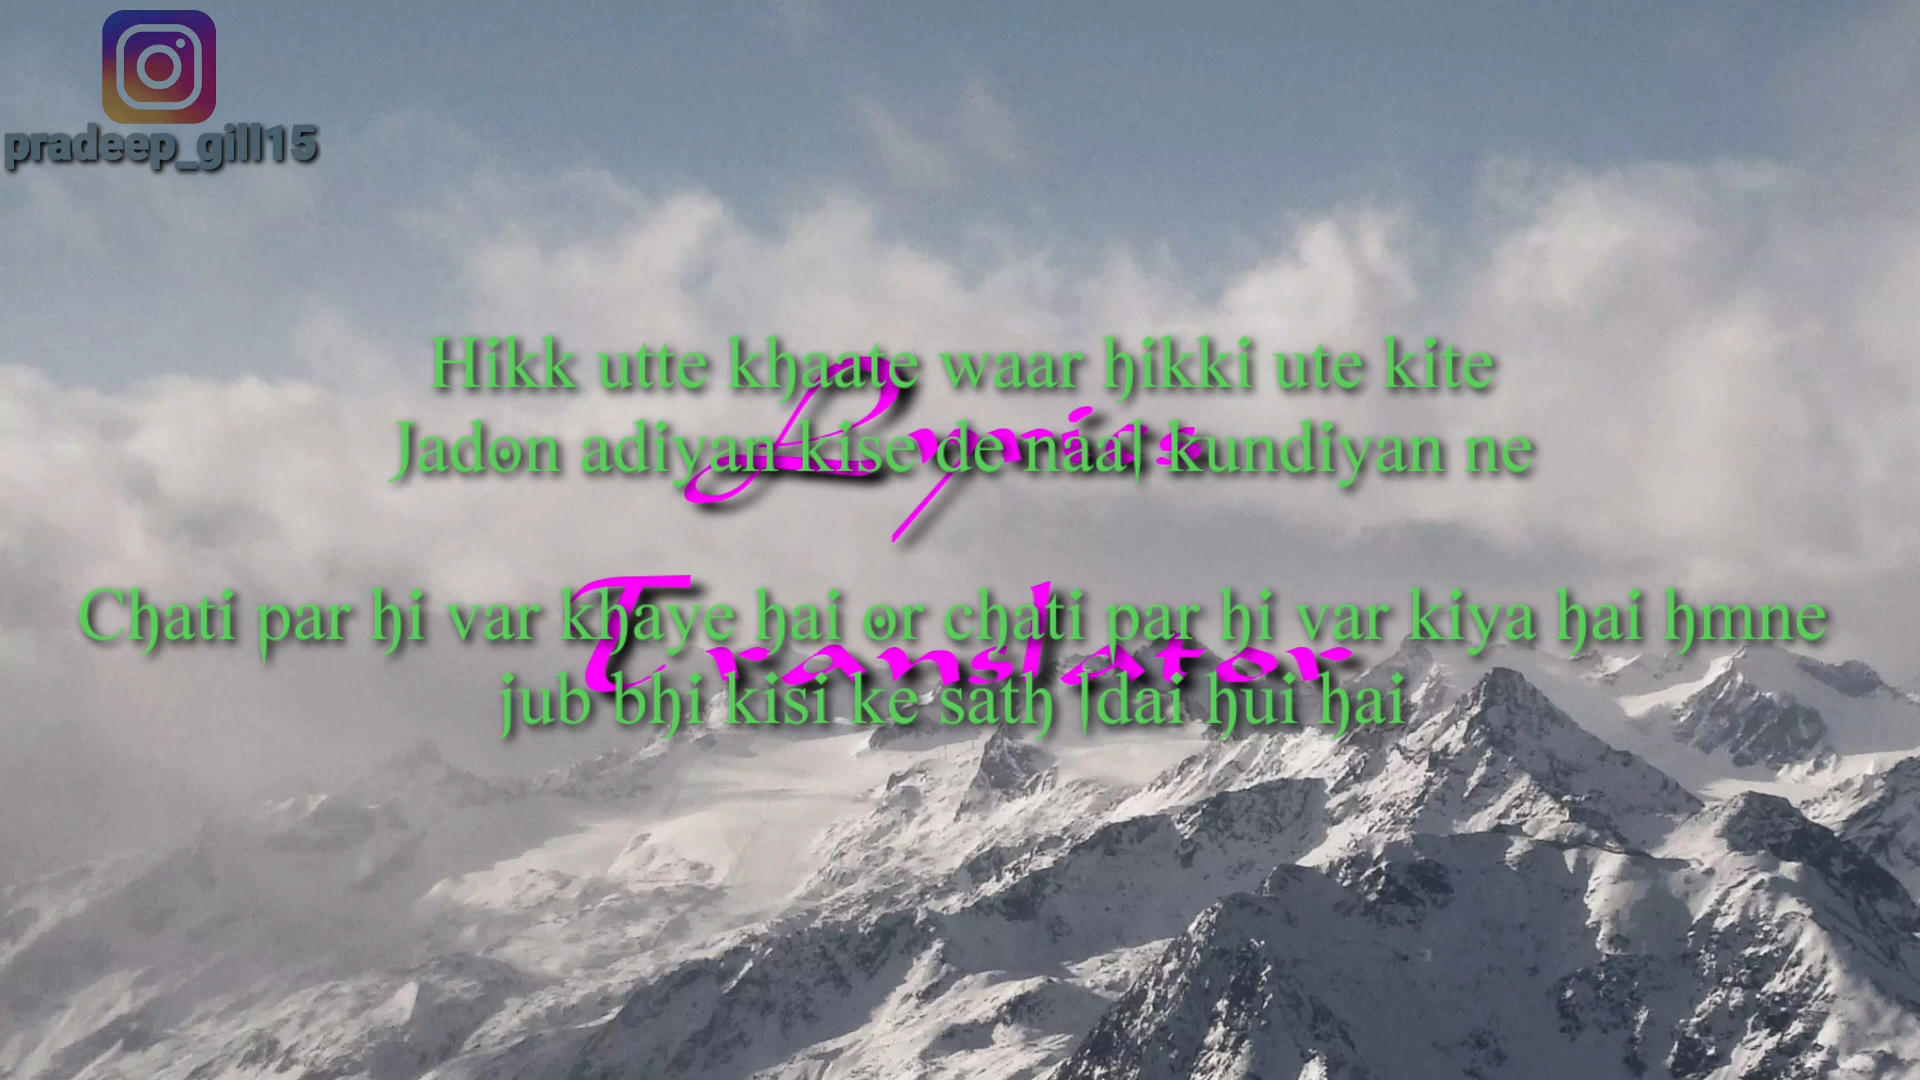 pradeep_gill15
Hikk utte khaate waar hikki ute kite
Jadon adiyan kise de naal kundiyan ne
Lyrics
Chati par hi var khaye hai or chati par hi var kiya hai hmne
Translator
jub bhi kisi ke sath ldai hui hai